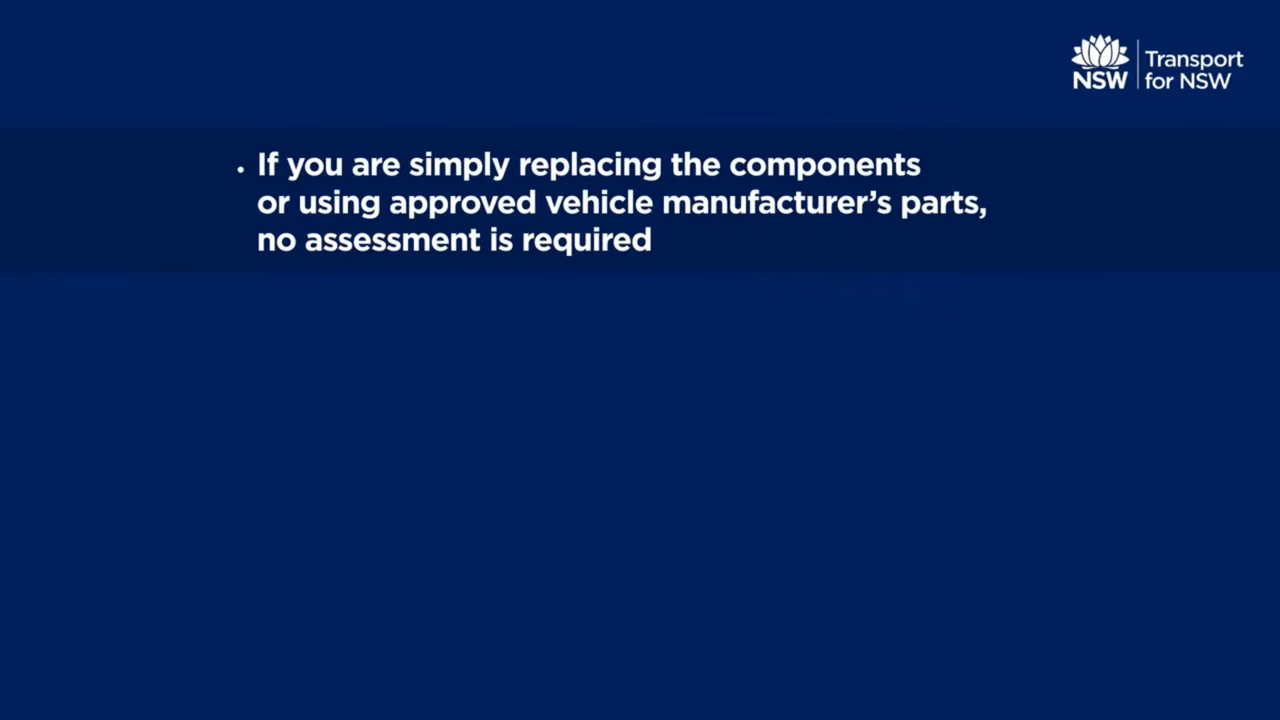 NSW
Transport
for NSW
• If you are simply replacing the components
or using approved vehicle manufacturer’s parts,
no assessment is required